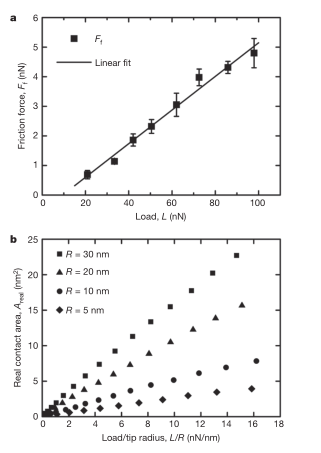 a
6
5
4
3
2
1
0
Friction force, Ff (nN)
Ff
Linear fit
0 20 40 60 80 100
Load, L (nN)
b
25
20
15
10
5
0
Real contact area, Areal (nm2)
R = 30 nm
R = 20 nm
R = 10 nm
R = 5 nm
0 2 4 6 8 10 12 14 16 18
Load/tip radius, L/R (nN/nm)